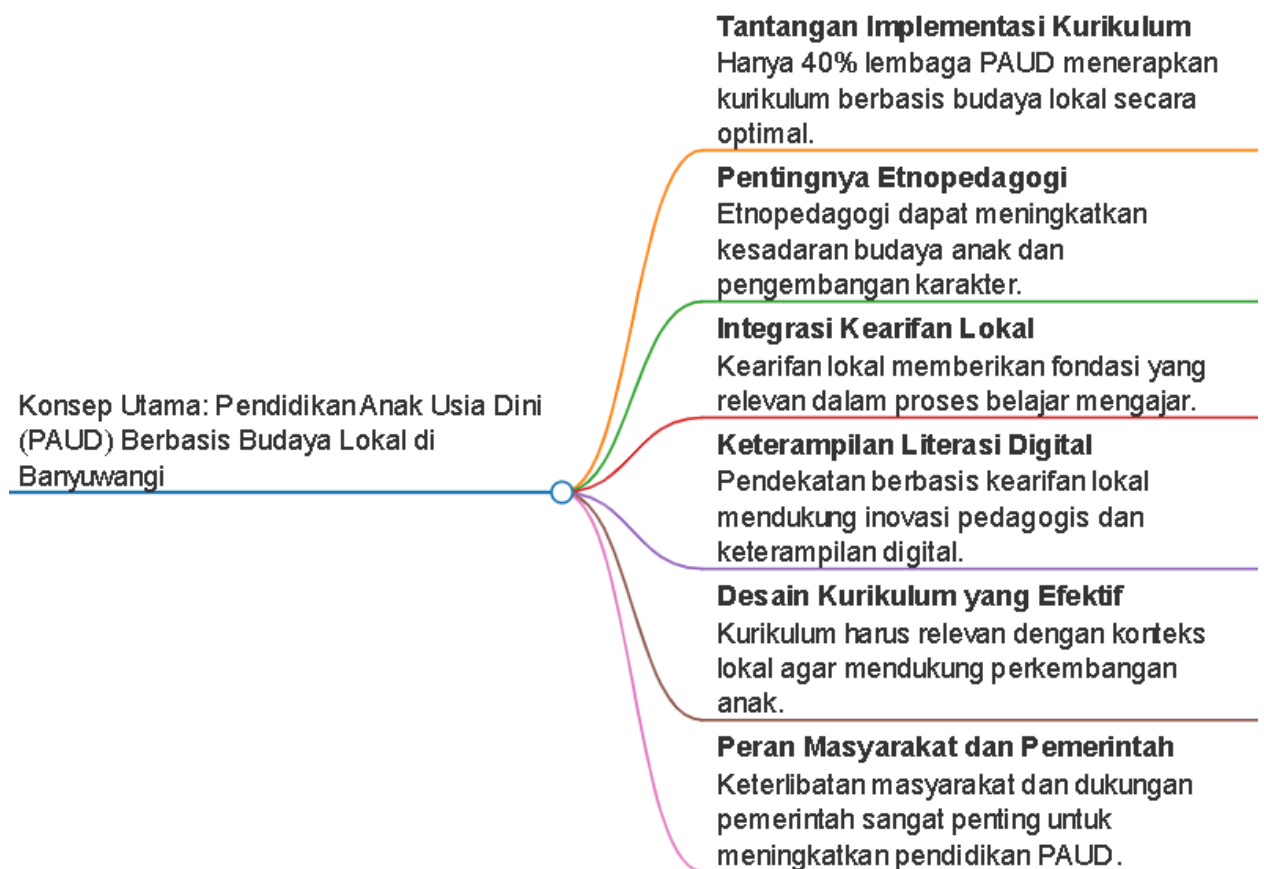 Tantangan Implementasi Kurikulum
Hanya 40% lembaga PAUD menerapkan
kurikulum berbasis budaya lokal secara
optimal.
Pentingnya Etnopedagogi
Etnopedagogi dapat meningkatkan
kesadaran budaya anak dan
pengembangan karakter.
Integrasi Kearifan Lokal
Kearifan lokal memberikan fondasi yang
relevan dalam proses belajar mengajar.
Konsep Utama: Pendidikan Anak Usia Dini
(PAUD) Berbasis Budaya Lokal di
Banyuwangi
Keterampilan Literasi Digital
Pendekatan berbasis kearifan lokal
mendukung inovasi pedagogis dan
keterampilan digital.
Desain Kurikulum yang Efektif
Kurikulum harus relevan dengan konteks
lokal agar mendukung perkembangan
anak.
Peran Masyarakat dan Pemerintah
Keterlibatan masyarakat dan dukungan
pemerintah sangat penting untuk
meningkatkan pendidikan PAUD.